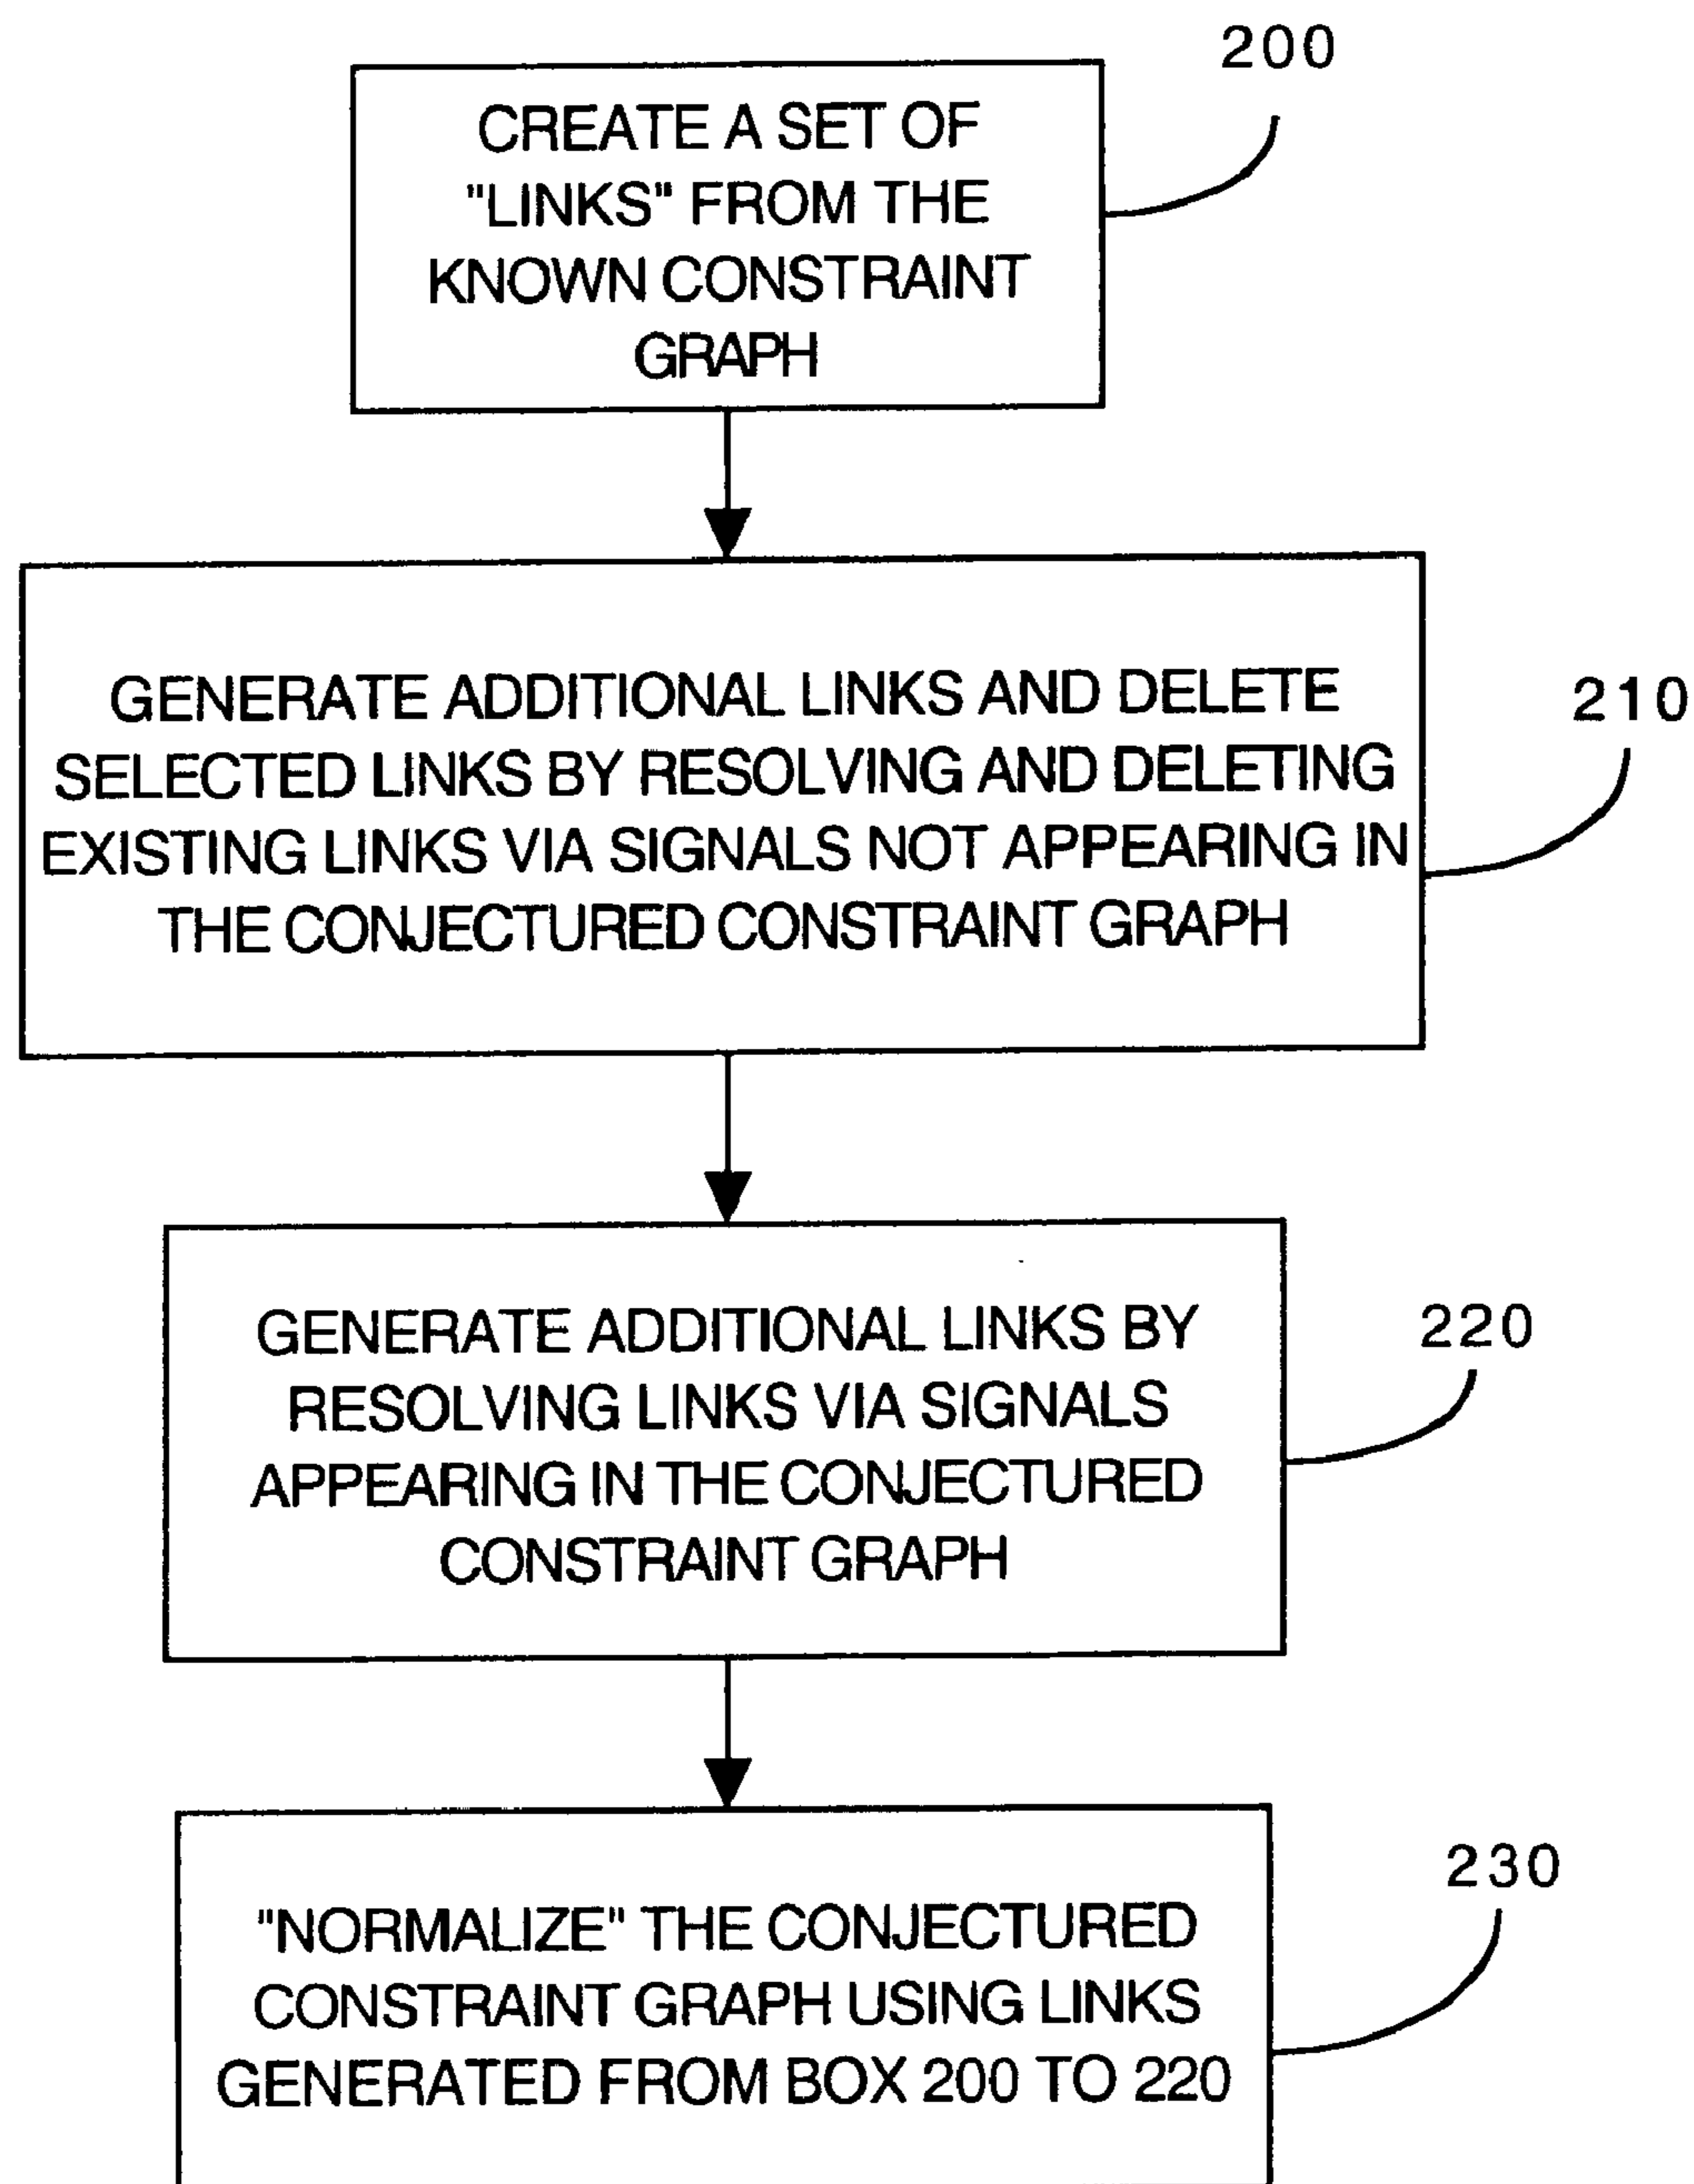 200
CREATE A SET OF
"LINKS" FROM THE
KNOWN CONSTRAINT
GRAPH
GENERATE ADDITIONAL LINKS AND DELETE
SELECTED LINKS BY RESOLVING AND DELETING
EXISTING LINKS VIA SIGNALS NOT APPEARING IN
THE CONJECTURED CONSTRAINT GRAPH
210
GENERATE ADDITIONAL LINKS BY
RESOLVING LINKS VIA SIGNALS
APPEARING IN THE CONJECTURED
CONSTRAINT GRAPH
220
"NORMALIZE" THE CONJECTURED
CONSTRAINT GRAPH USING LINKS
GENERATED FROM BOX 200 TO 220
230